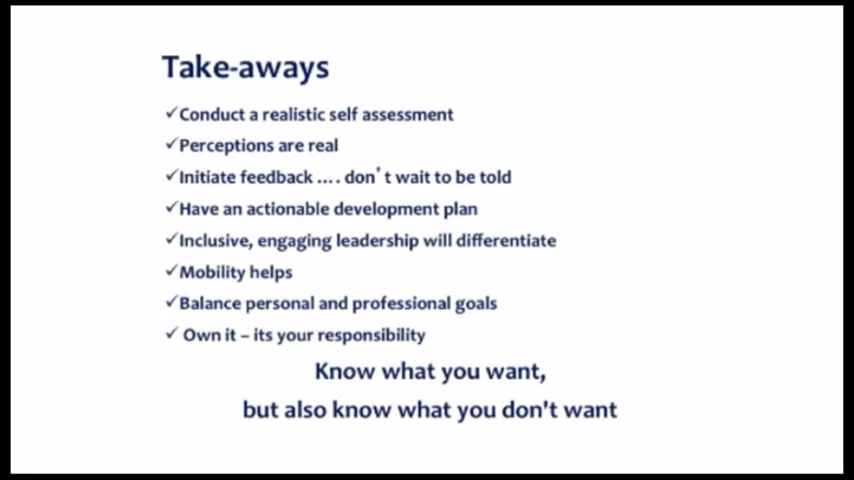 Take-aways
✓Conduct a realistic self assessment
✓Perceptions are real
✓Initiate feedback .... don't wait to be told
✓Have an actionable development plan
✓Inclusive, engaging leadership will differentiate
✓Mobility helps
✓Balance personal and professional goals
✓ Own it – its your responsibility
Know what you want,
but also know what you don't want